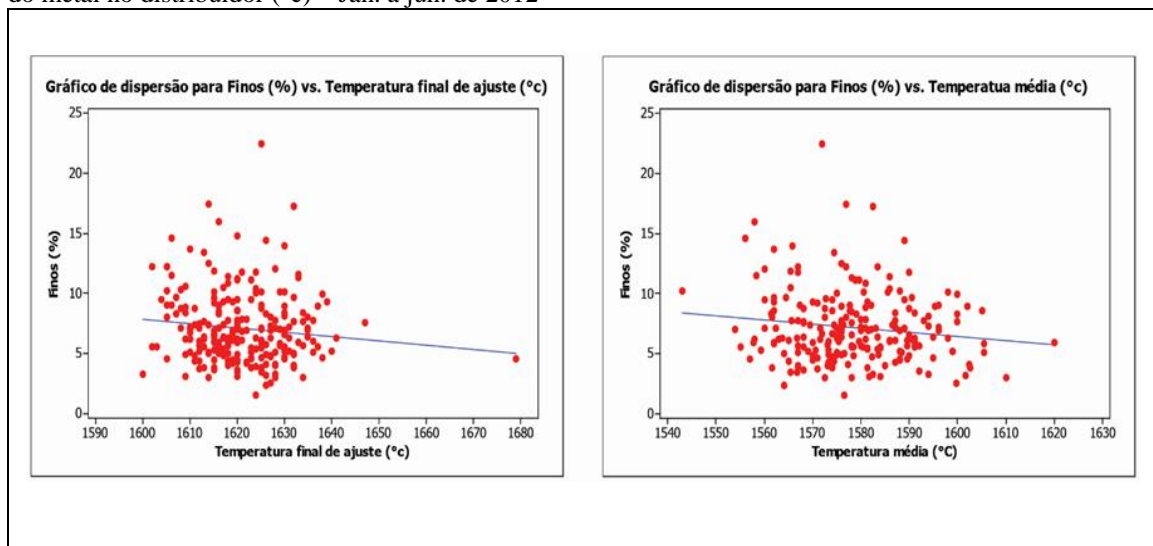 do metal no distribuidor (°c) – Jan. a jun. de 2012
Gráfico de dispersão para Finos (%) vs. Temperatura final de ajuste (°c)
Finos (%)
25
20
15
10
5
0
1590 1600 1610 1620 1630 1640 1650 1660 1670 1680
Temperatura final de ajuste (°c)
Gráfico de dispersão para Finos (%) vs. Temperatua média (°c)
Finos (%)
25
20
15
10
5
0
1540 1550 1560 1570 1580 1590 1600 1610 1620 1630
Temperatura média (°C)